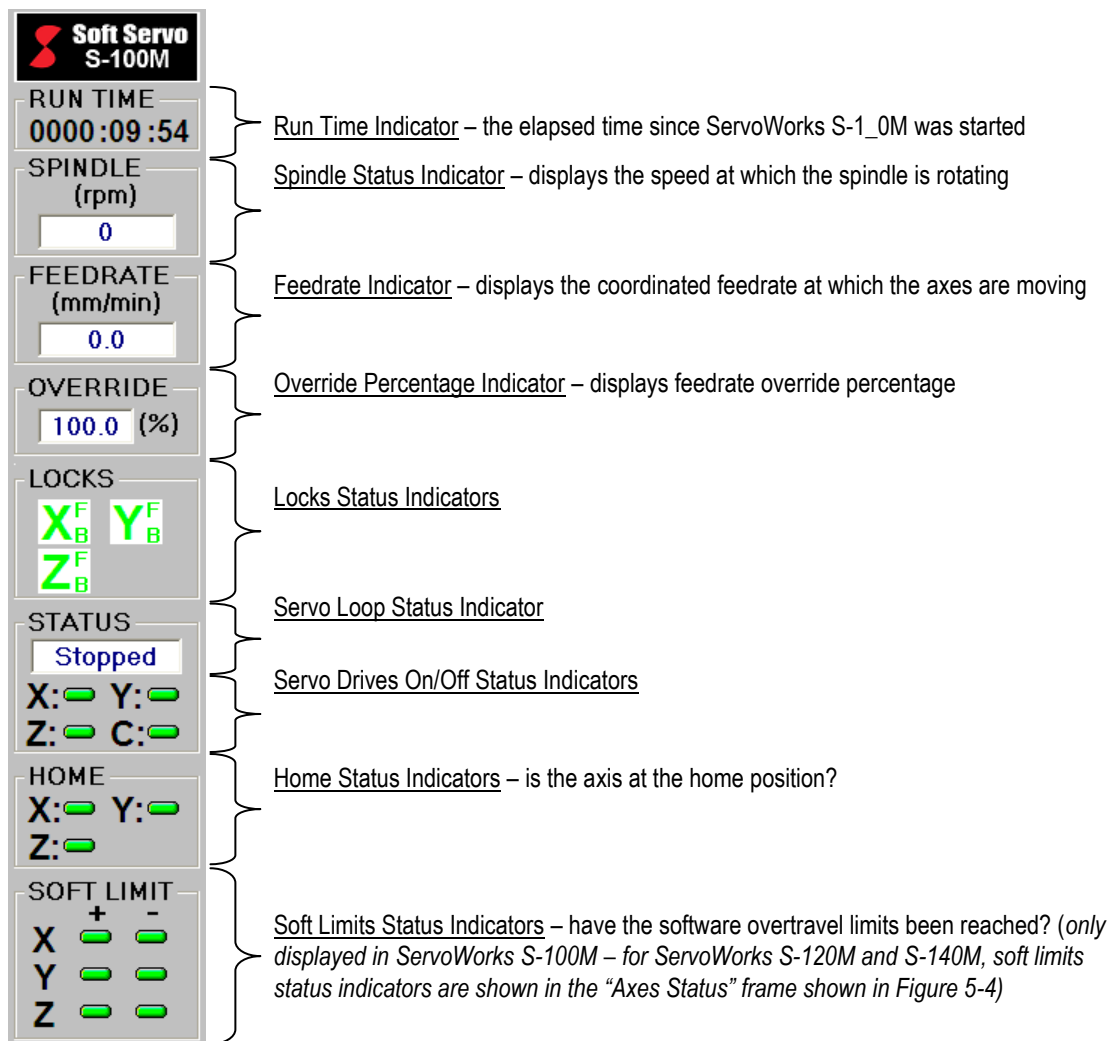 Soft Servo
S-100M
RUN TIME
0000:09:54
Run Time Indicator – the elapsed time since ServoWorks S-1_0M was started
SPINDLE
(rpm)
0
Spindle Status Indicator – displays the speed at which the spindle is rotating
FEEDRATE
(mm/min)
0.0
Feedrate Indicator – displays the coordinated feedrate at which the axes are moving
OVERRIDE
100.0 (%)
Override Percentage Indicator – displays feedrate override percentage
LOCKS
X F B Y F B
Z F B
Locks Status Indicators
STATUS
Stopped
Servo Loop Status Indicator
X: Y:
Z: C:
Servo Drives On/Off Status Indicators
HOME
X: Y:
Z:
Home Status Indicators – is the axis at the home position?
SOFT LIMIT
+ -
X
Y
Z
Soft Limits Status Indicators – have the software overtravel limits been reached? (only
displayed in ServoWorks S-100M – for ServoWorks S-120M and S-140M, soft limits
status indicators are shown in the “Axes Status” frame shown in Figure 5-4)